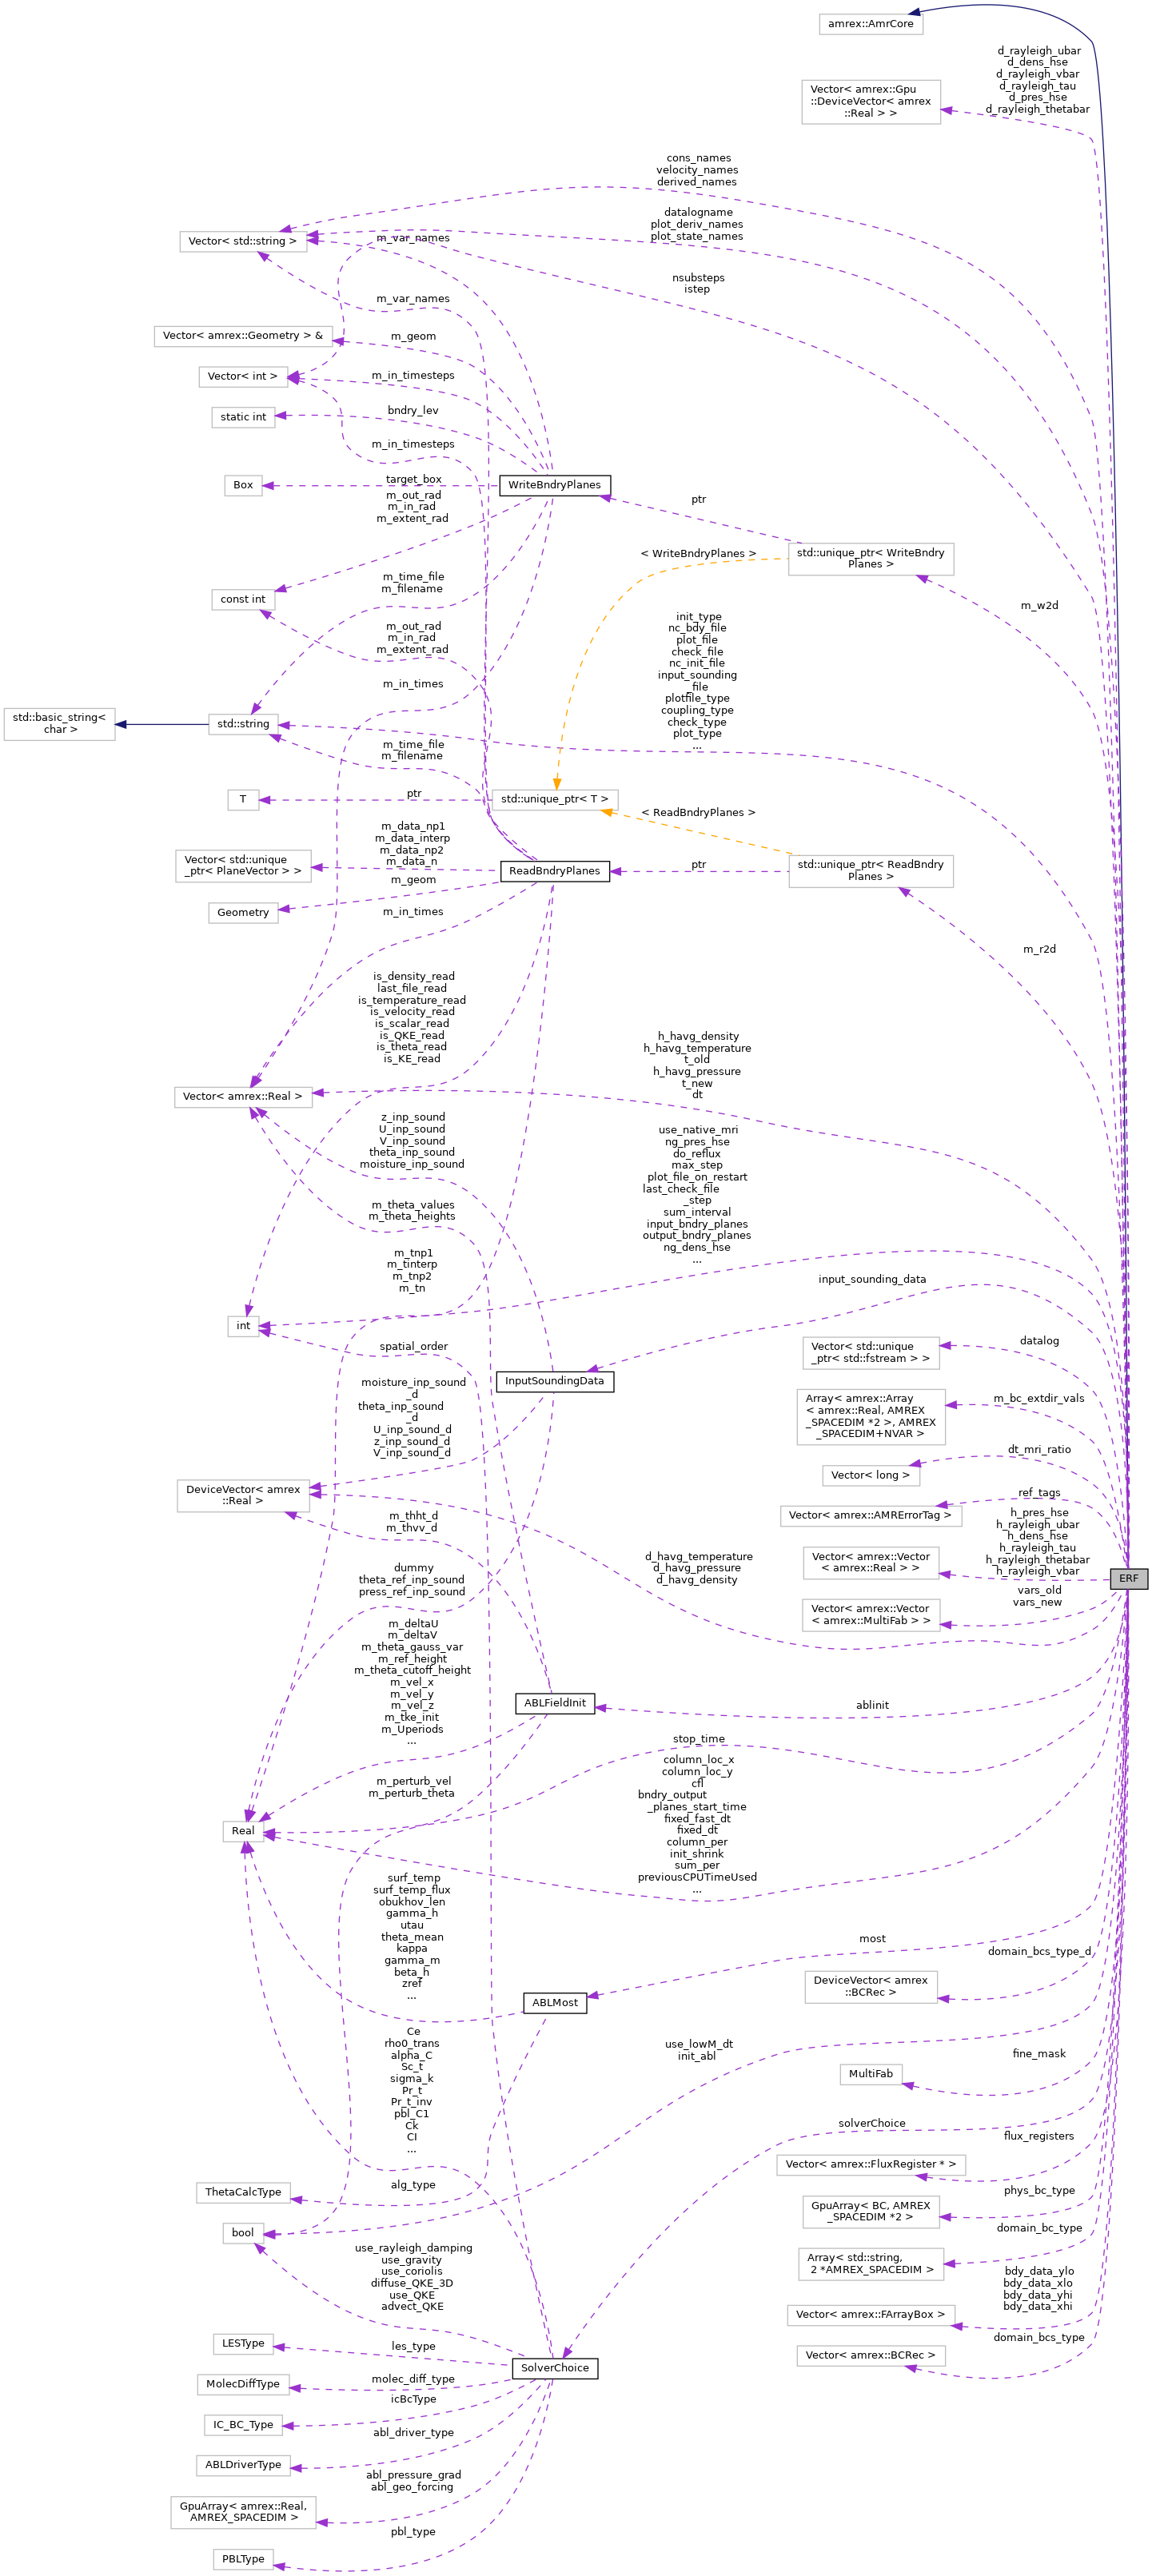 amrex::AmrCore
d_rayleigh_ubar
d_dens_hse
d_rayleigh_vbar
d_rayleigh_tau
d_pres_hse
d_rayleigh_thetabar
Vector< amrex::Gpu
::DeviceVector< amrex
::Real > >
cons_names
velocity_names
derived_names
datalogname
plot_deriv_names
plot_state_names
Vector< std::string >
m_var_names
nsubsteps
istep
m_var_names
Vector< amrex::Geometry > &
m_geom
Vector< int >
m_in_timesteps
static int
bndry_lev
m_in_timesteps
Box
target_box
WriteBndryPlanes
m_out_rad
m_in_rad
m_extent_rad
ptr
std::unique_ptr< WriteBndry
Planes >
< WriteBndryPlanes >
const int
m_time_file
m_filename
m_w2d
m_out_rad
m_in_rad
m_extent_rad
init_type
nc_bdy_file
plot_file
check_file
nc_init_file
input_sounding
_file
plotfile_type
coupling_type
check_type
plot_type
...
m_in_times
std::basic_string<
char >
std::string
m_time_file
m_filename
T
ptr
std::unique_ptr< T >
< ReadBndryPlanes >
m_data_np1
m_data_interp
m_data_np2
m_data_n
Vector< std::unique
_ptr< PlaneVector > >
ReadBndryPlanes
ptr
std::unique_ptr< ReadBndry
Planes >
m_geom
Geometry
m_in_times
m_r2d
is_density_read
last_file_read
is_temperature_read
is_velocity_read
is_scalar_read
is_QKE_read
is_theta_read
is_KE_read
h_havg_density
h_havg_temperature
t_old
h_havg_pressure
t_new
dt
Vector< amrex::Real >
z_inp_sound
U_inp_sound
V_inp_sound
theta_inp_sound
moisture_inp_sound
use_native_mri
ng_pres_hse
do_reflux
max_step
plot_file_on_restart
last_check_file
_step
sum_interval
input_bndry_planes
output_bndry_planes
ng_dens_hse
...
m_theta_values
m_theta_heights
m_tnp1
m_tinterp
m_tnp2
m_tn
input_sounding_data
int
spatial_order
datalog
Vector< std::unique
_ptr< std::fstream > >
InputSoundingData
moisture_inp_sound
_d
theta_inp_sound
_d
U_inp_sound_d
z_inp_sound_d
V_inp_sound_d
m_bc_extdir_vals
Array< amrex::Array
< amrex::Real, AMREX
_SPACEDIM *2 >, AMREX
_SPACEDIM+NVAR >
dt_mri_ratio
Vector< long >
ref_tags
Vector< amrex::AMRErrorTag >
DeviceVector< amrex
::Real >
m_thht_d
m_thvv_d
h_pres_hse
h_rayleigh_ubar
h_dens_hse
h_rayleigh_tau
h_rayleigh_thetabar
h_rayleigh_vbar
Vector< amrex::Vector
< amrex::Real > >
ERF
dummy
theta_ref_inp_sound
press_ref_inp_sound
d_havg_temperature
d_havg_pressure
d_havg_density
vars_old
vars_new
Vector< amrex::Vector
< amrex::MultiFab > >
m_deltaU
m_deltaV
m_theta_gauss_var
m_ref_height
m_theta_cutoff_height
m_vel_x
m_vel_y
m_vel_z
m_tke_init
m_Uperiods
...
ABLFieldInit
ablinit
stop_time
column_loc_x
column_loc_y
cfl
bndry_output
_planes_start_time
fixed_fast_dt
fixed_dt
column_per
init_shrink
sum_per
previousCPUTimeUsed
...
m_perturb_vel
m_perturb_theta
Real
surf_temp
surf_temp_flux
obukhov_len
gamma_h
utau
theta_mean
kappa
gamma_m
beta_h
zref
...
most
domain_bcs_type_d
DeviceVector< amrex
::BCRec >
ABLMost
Ce
rho0_trans
alpha_C
Sc_t
sigma_k
Pr_t
Pr_t_inv
pbl_C1
Ck
CI
...
use_lowM_dt
init_abl
fine_mask
MultiFab
solverChoice
flux_registers
Vector< amrex::FluxRegister * >
ThetaCalcType
alg_type
phys_bc_type
GpuArray< BC, AMREX
_SPACEDIM *2 >
bool
domain_bc_type
Array< std::string,
2 *AMREX_SPACEDIM >
use_rayleigh_damping
use_gravity
use_coriolis
diffuse_QKE_3D
use_QKE
advect_QKE
bdy_data_ylo
bdy_data_xlo
bdy_data_yhi
bdy_data_xhi
Vector< amrex::FArrayBox >
domain_bcs_type
Vector< amrex::BCRec >
LESType
les_type
SolverChoice
MolecDiffType
molec_diff_type
icBcType
IC_BC_Type
abl_driver_type
ABLDriverType
abl_pressure_grad
abl_geo_forcing
GpuArray< amrex::Real,
AMREX_SPACEDIM >
pbl_type
PBLType